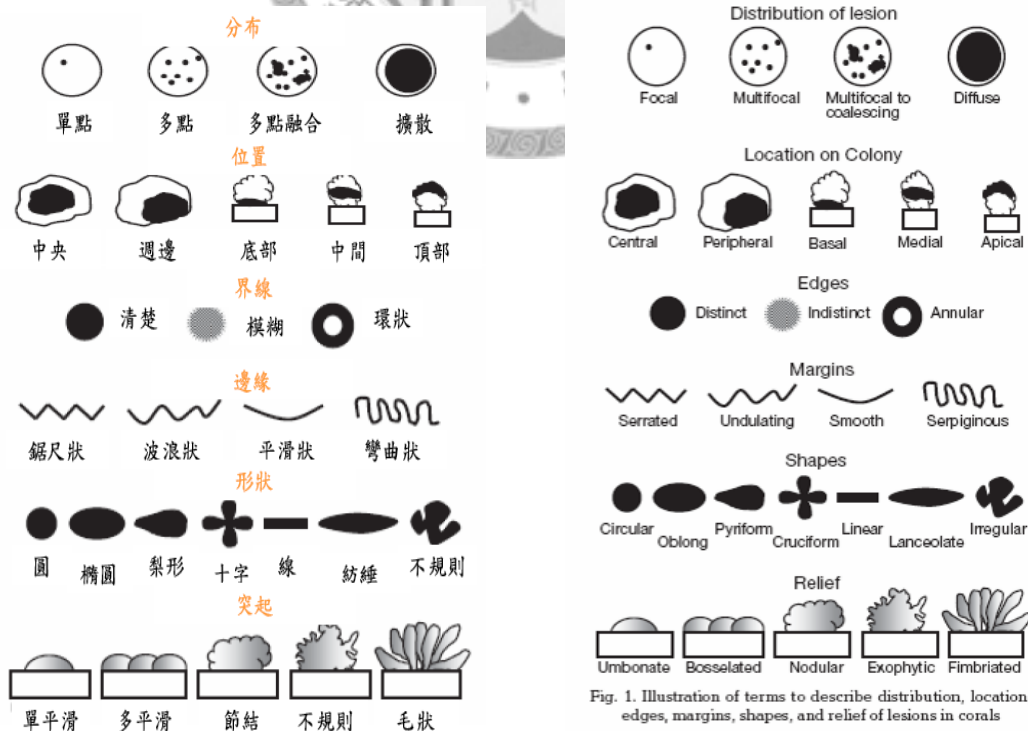 分布
單點 多點 多點融合 擴散
位置
中央 週邊 底部 中間 頂部
界線
清楚 模糊 環狀
邊緣
鋸尺狀 波浪狀 平滑狀 彎曲狀
形狀
圓 橢圓 梨形 十字 線 紡錘 不規則
突起
單平滑 多平滑 節結 不規則 毛狀
Distribution of lesion
Focal Multifocal Multifocal to Diffuse
coalescing
Location on Colony
Central Peripheral Basal Medial Apical
Edges
Distinct Indistinct Annular
Margins
Serrated Undulating Smooth Serpiginous
Shapes
Circular Oblong Pyriform Cruciform Linear Lanceolate Irregular
Relief
Umbonate Bosselated Nodular Exophytic Fimbriated
Fig. 1. Illustration of terms to describe distribution, location
edges, margins, shapes, and relief of lesions in corals